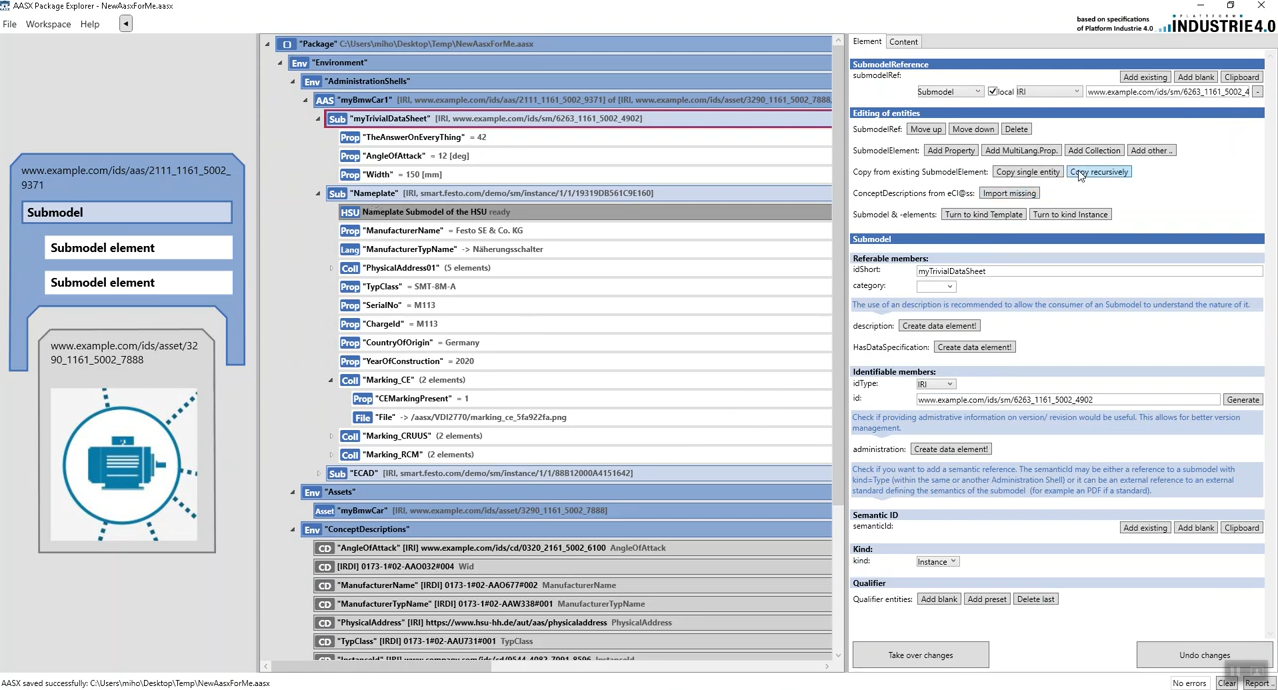 AASX Package Explorer - NewAasxForMe.aasx
File Workspace Help
based on specifications
of Platform Industrie 4.0
PLATTFORM
INDUSTRIE4.0
www.example.com/ids/aas/2111_1161_5002_
9371
Submodel
Submodel element
Submodel element
www.example.com/ids/asset/32
90_1161_5002_7888
"Package" C:\Users\miho\Desktop\Temp\NewAasxForMe.aasx
Env "Environment"
Env "AdministrationShells"
AAS "myBmwCar1" [IRI, www.example.com/ids/aas/2111_1161_5002_9371] of [IRI, www.example.com/ids/asset/3290_1161_5002_7888,
Sub "myTrivialDataSheet" [IRI, www.example.com/ids/sm/6263_1161_5002_4902]
Prop "TheAnswerOnEveryThing" = 42
Prop "AngleOfAttack" = 12 [deg]
Prop "Width" = 150 [mm]
Sub "Nameplate" [IRI, smart.festo.com/demo/sm/instance/1/1/19319DB561C9E160]
HSU Nameplate Submodel of the HSU ready
Prop "ManufacturerName" = Festo SE & Co. KG
Lang "ManufacturerTypName" -> Näherungsschalter
Coll "PhysicalAddress01" (5 elements)
Prop "TypClass" = SMT-8M-A
Prop "SerialNo" = M113
Prop "ChargeId" = M113
Prop "CountryOfOrigin" = Germany
Prop "YearOfConstruction" = 2020
Coll "Marking_CE" (2 elements)
Prop "CEMarkingPresent" = 1
File "File" -> /aasx/VDI2770/marking_ce_5fa922fa.png
Coll "Marking_CRUUS" (2 elements)
Coll "Marking_RCM" (2 elements)
Sub "ECAD" [IRI, smart.festo.com/demo/sm/instance/1/1/88B12000A4151642]
Env "Assets"
Asset "myBmwCar" [IRI, www.example.com/ids/asset/3290_1161_5002_7888]
Env "ConceptDescriptions"
CD "AngleOfAttack" [IRI] www.example.com/ids/cd/0320_2161_5002_6100 AngleOfAttack
CD [IRDI] 0173-1#02-AAO032#004 Wid
CD "ManufacturerName" [IRDI] 0173-1#02-AAO677#002 ManufacturerName
CD "ManufacturerTypName" [IRDI] 0173-1#02-AAW338#001 ManufacturerTypName
CD "PhysicalAddress" [IRI] https://www.hsu-hh.de/aut/aas/physicaladdress PhysicalAddress
CD "TypClass" [IRDI] 0173-1#02-AAU731#001 TypClass
CD "InstanceId" [IRI] www.company.com/ids/cd/0544_4082_7091_8596 InstanceId
Element Content
SubmodelReference
submodelRef: Add existing Add blank Clipboard
Submodel local IRI www.example.com/ids/sm/6263_1161_5002_4 -
Editing of entities
SubmodelRef: Move up Move down Delete
SubmodelElement: Add Property Add MultiLang.Prop. Add Collection Add other ..
Copy from existing SubmodelElement: Copy single entity Copy recursively
ConceptDescriptions from eCl@ss: Import missing
Submodel & -elements: Turn to kind Template Turn to kind Instance
Submodel
Referable members:
idShort: myTrivialDataSheet
category:
The use of an description is recommended to allow the consumer of an Submodel to understand the nature of it.
description: Create data element!
HasDataSpecification: Create data element!
Identifiable members:
idType: IRI
id: www.example.com/ids/sm/6263_1161_5002_4902 Generate
Check if providing admistrative information on version/ revision would be useful. This allows for better version
management.
administration: Create data element!
Check if you want to add a semantic reference. The semanticId may be either a reference to a submodel with
kind=Type (within the same or another Administration Shell) or it can be an external reference to an external
standard defining the semantics of the submodel (for example an PDF if a standard).
Semantic ID
semanticId: Add existing Add blank Clipboard
Kind:
kind: Instance
Qualifier
Qualifier entities: Add blank Add preset Delete last
Take over changes Undo changes
AASX saved successfully: C:\Users\miho\Desktop\Temp\NewAasxForMe.aasx
No errors Clear Report..